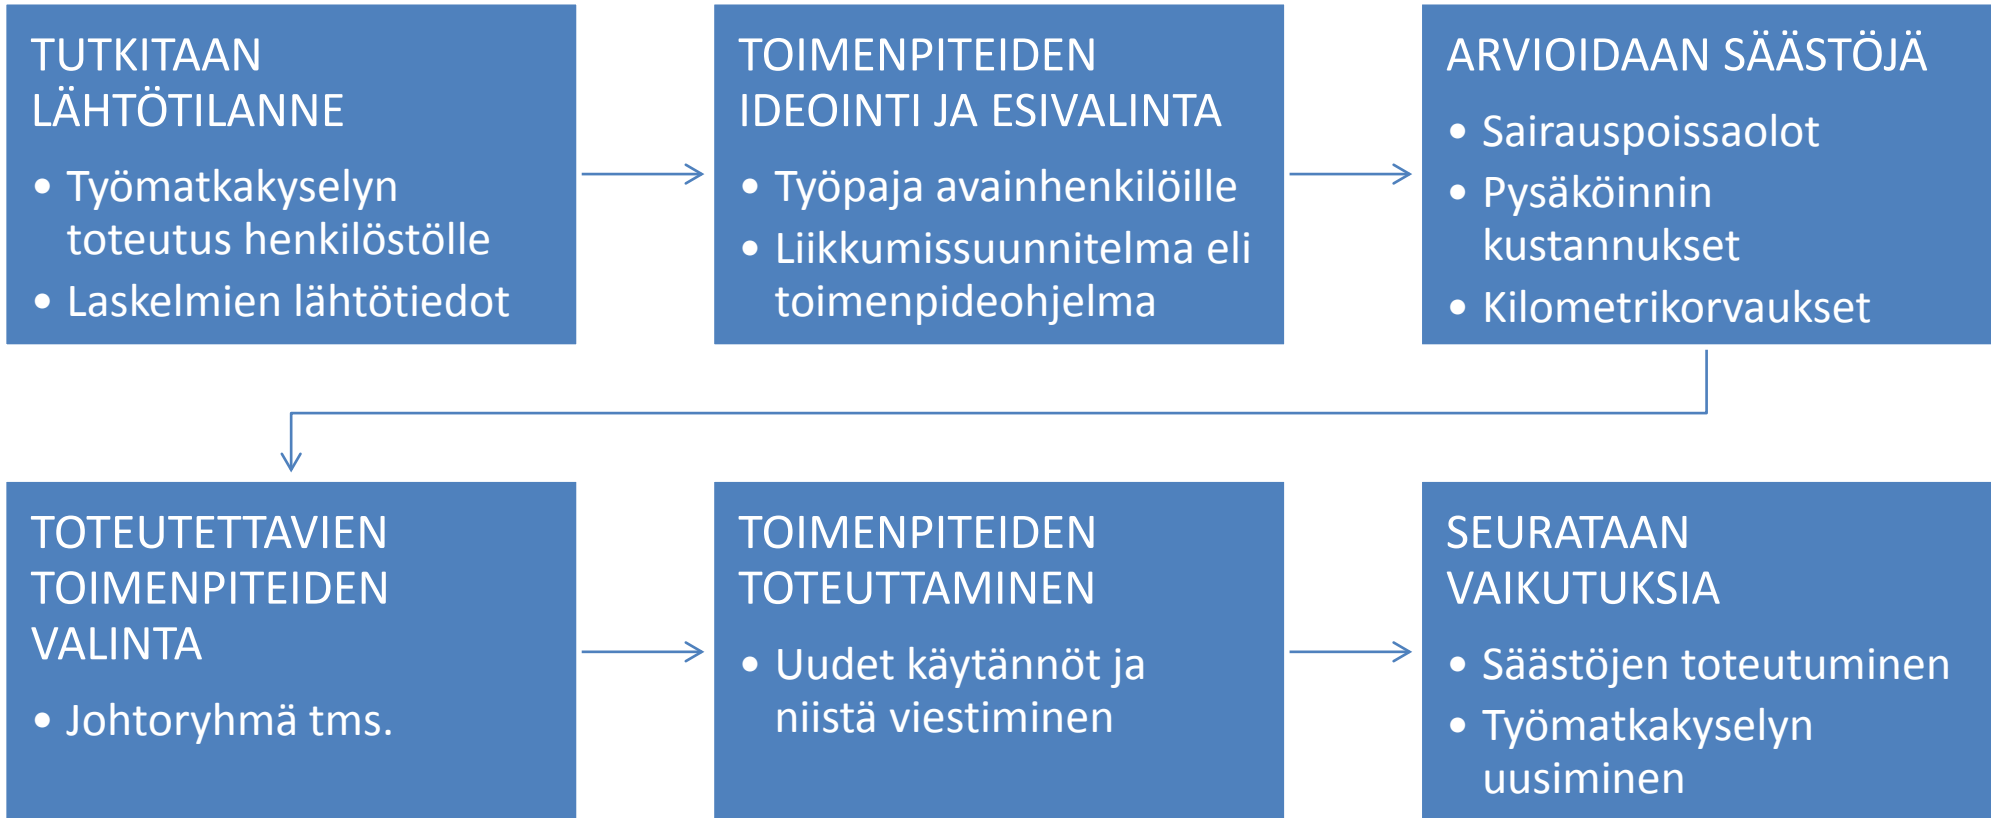 TUTKITAAN
LÄHTÖTILANNE
• Työmatkakyselyn
toteutus henkilöstölle
• Laskelmien lähtötiedot
TOIMENPITEIDEN
IDEOINTI JA ESIVALINTA
• Työpaja avainhenkilöille
• Liikkumissuunnitelma eli
toimenpideohjelma
ARVIOIDAAN SÄÄSTÖJÄ
• Sairauspoissaolot
• Pysäköinnin
kustannukset
• Kilometrikorvaukset
TOTEUTETTAVIEN
TOIMENPITEIDEN
VALINTA
• Johtoryhmä tms.
TOIMENPITEIDEN
TOTEUTTAMINEN
• Uudet käytännöt ja
niistä viestiminen
SEURATAAN
VAIKUTUKSIA
• Säästöjen toteutuminen
• Työmatkakyselyn
uusiminen